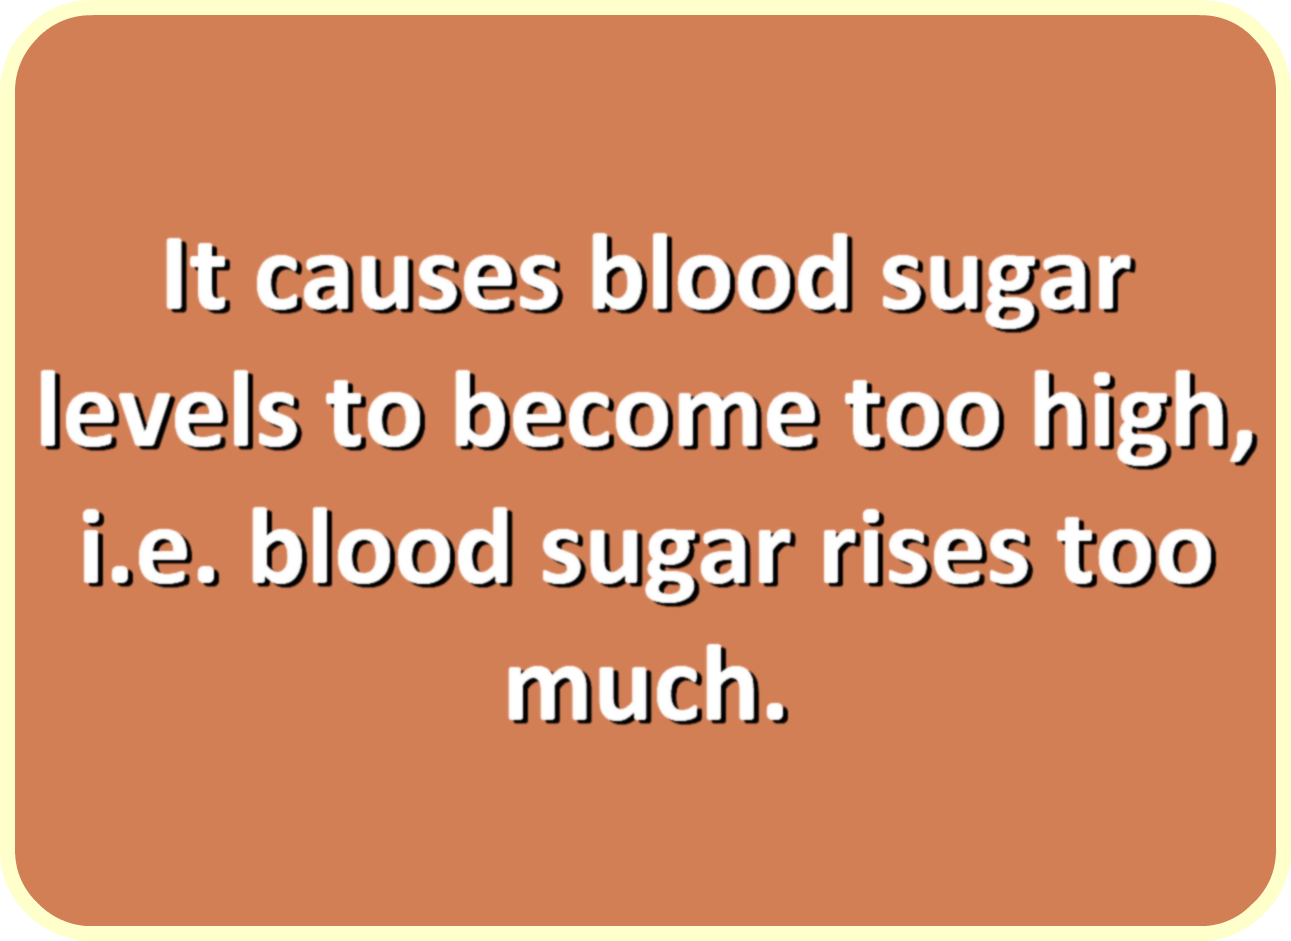 It causes blood sugar
levels to become too high,
i.e. blood sugar rises too
much.